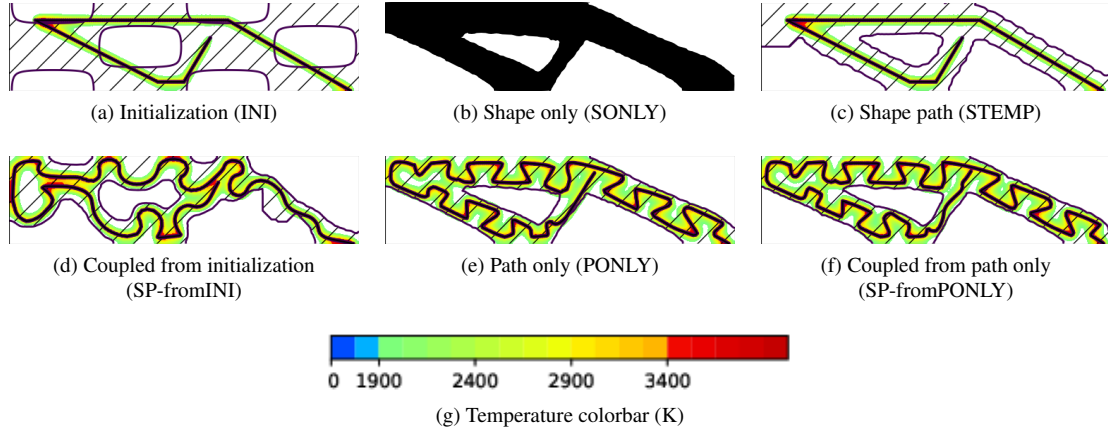 (a) Initialization (INI)
(b) Shape only (SONLY)
(c) Shape path (STEMP)
(d) Coupled from initialization
(SP-fromINI)
(e) Path only (PONLY)
(f) Coupled from path only
(SP-fromPONLY)
0 1900 2400 2900 3400
(g) Temperature colorbar (K)